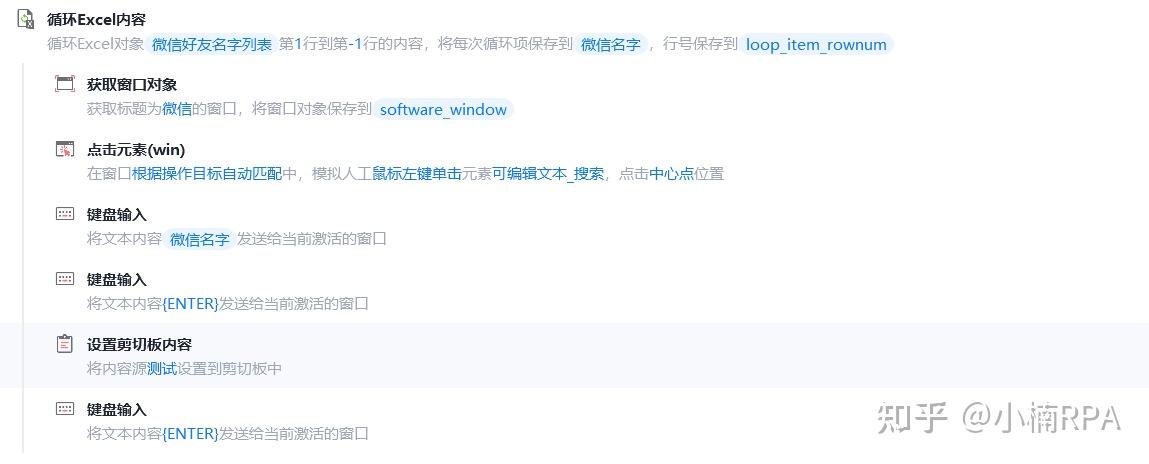 循环Excel内容
循环Excel对象 微信好友名字列表 第1行到第-1行的内容，将每次循环项保存到 微信名字 ，行号保存到 loop_item_rownum
获取窗口对象
获取标题为微信的窗口，将窗口对象保存到 software_window
点击元素(win)
在窗口根据操作目标自动匹配中，模拟人工鼠标左键单击元素可编辑文本_搜索，点击中心点位置
键盘输入
将文本内容 微信名字 发送给当前激活的窗口
键盘输入
将文本内容{ENTER}发送给当前激活的窗口
设置剪切板内容
将内容源测试设置到剪切板中
键盘输入
将文本内容{ENTER}发送给当前激活的窗口
知乎 @小楠RPA